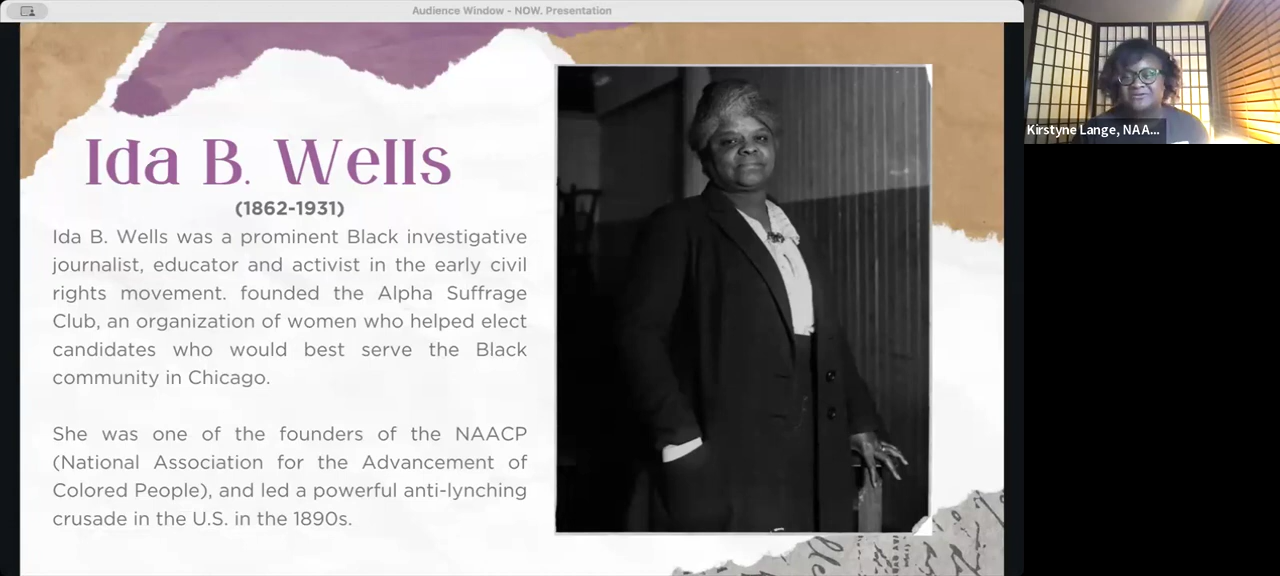 Audience Window - NOW. Presentation
Ida B. Wells
(1862-1931)
Ida B. Wells was a prominent Black investigative
journalist, educator and activist in the early civil
rights movement. founded the Alpha Suffrage
Club, an organization of women who helped elect
candidates who would best serve the Black
community in Chicago.
She was one of the founders of the NAACP
(National Association for the Advancement of
Colored People), and led a powerful anti-lynching
crusade in the U.S. in the 1890s.
Kirstyne Lange, NAA...